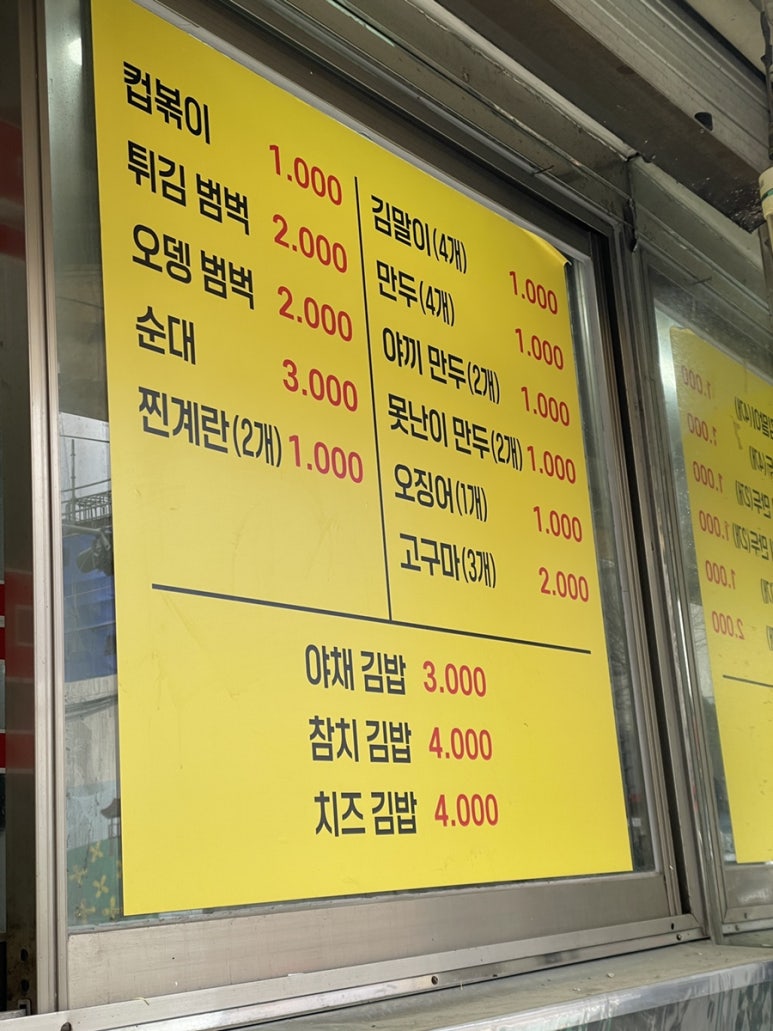 컵볶이 1.000
튀김 범벅 2.000
오뎅 범벅 2.000
순대 3.000
찐계란(2개) 1.000
김말이(4개) 1.000
만두(4개) 1.000
야끼 만두(2개) 1.000
못난이 만두(2개) 1.000
오징어(1개) 1.000
고구마(3개) 2.000
야채 김밥 3.000
참치 김밥 4.000
치즈 김밥 4.000